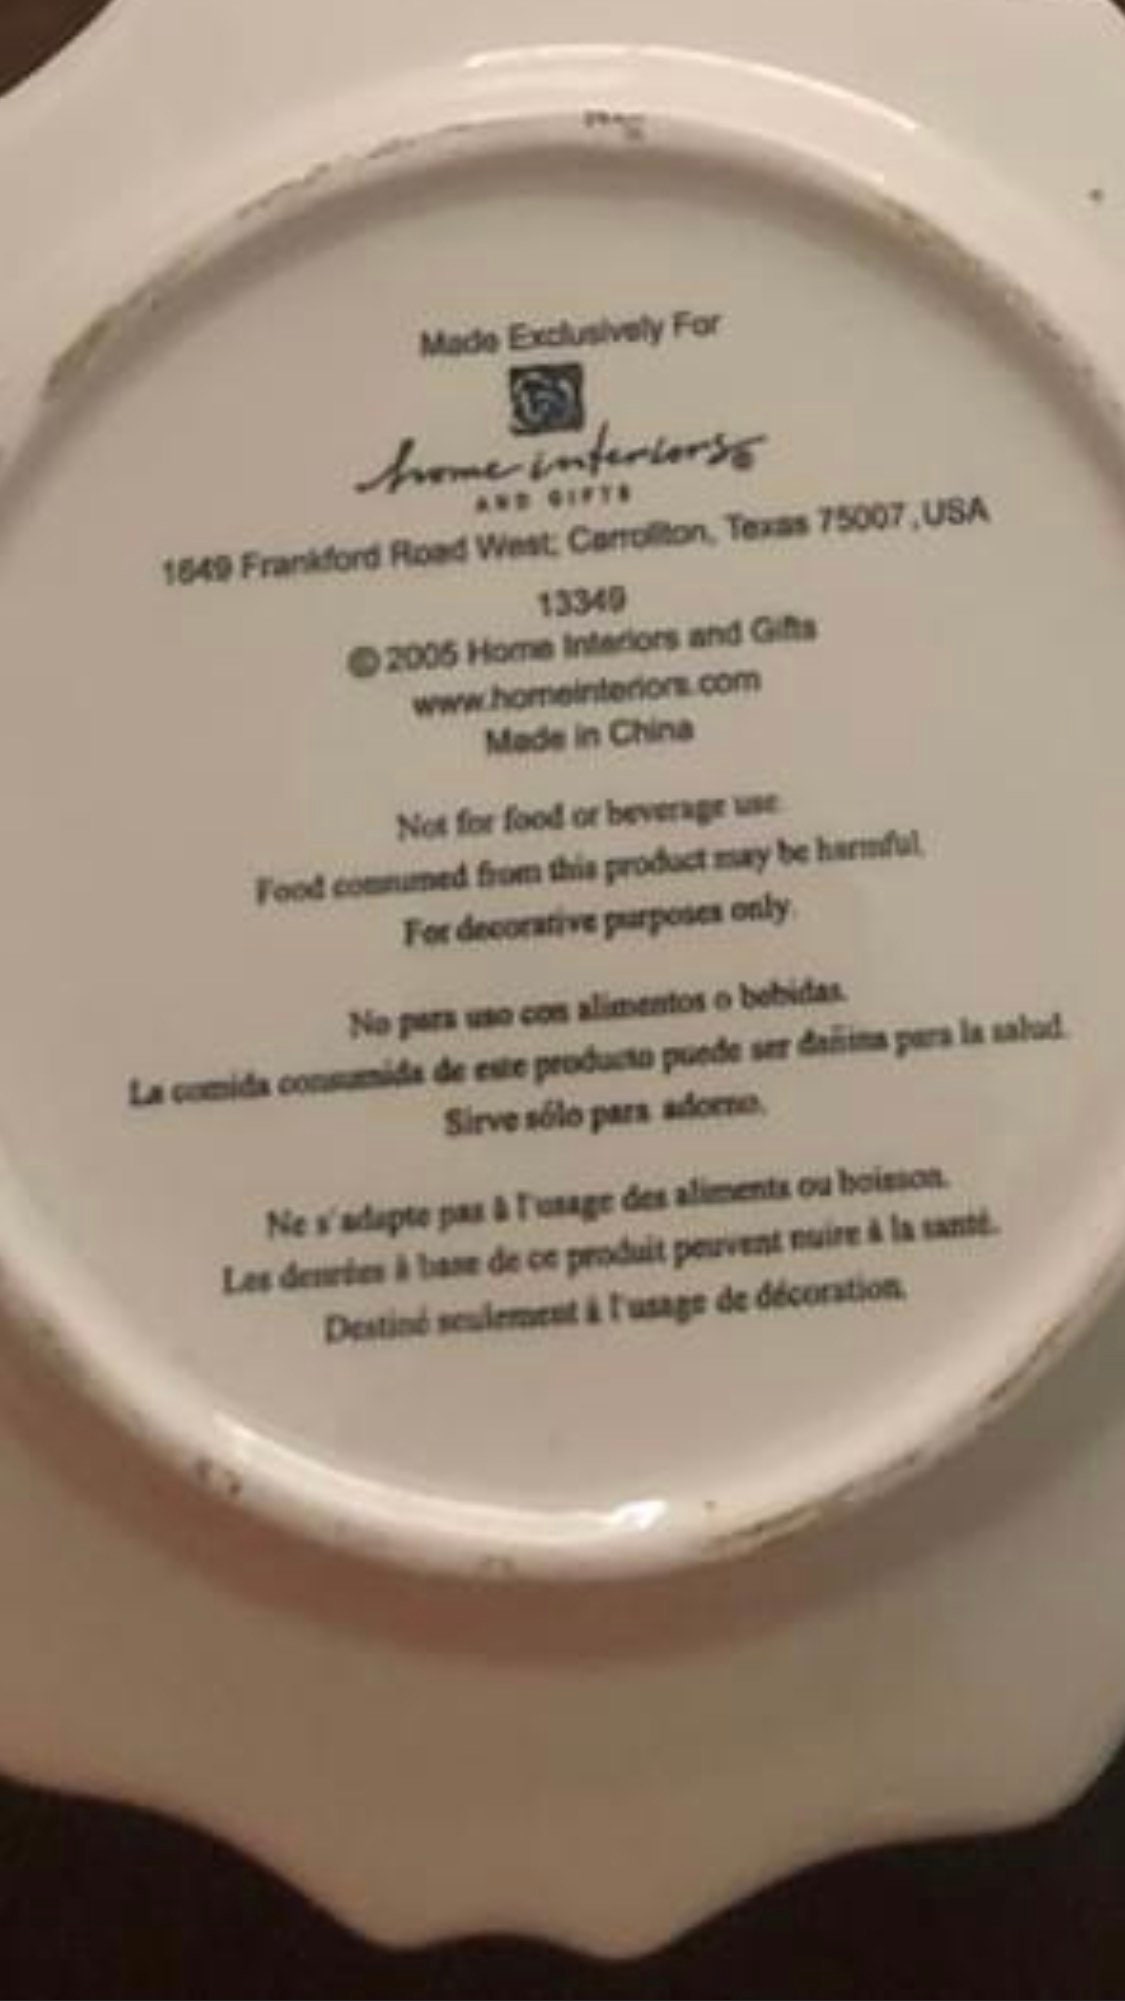 Made Exclusively For
home interiors®
AND GIFTS
1649 Frankford Road West; Carrollton, Texas 75007, USA
13349
© 2005 Home Interiors and Gifts
www.homeinteriors.com
Made in China
Not for food or beverage use
Food consumed from this product may be harmful.
For decorative purposes only.
No para uso con alimentos o bebidas.
La comida consumida de este producto puede ser dañina para la salud.
Sirve sólo para adorno.
Ne s'adapte pas à l'usage des aliments ou boisson.
Les denrées à base de ce produit peuvent nuire à la santé.
Destiné seulement à l'usage de décoration.